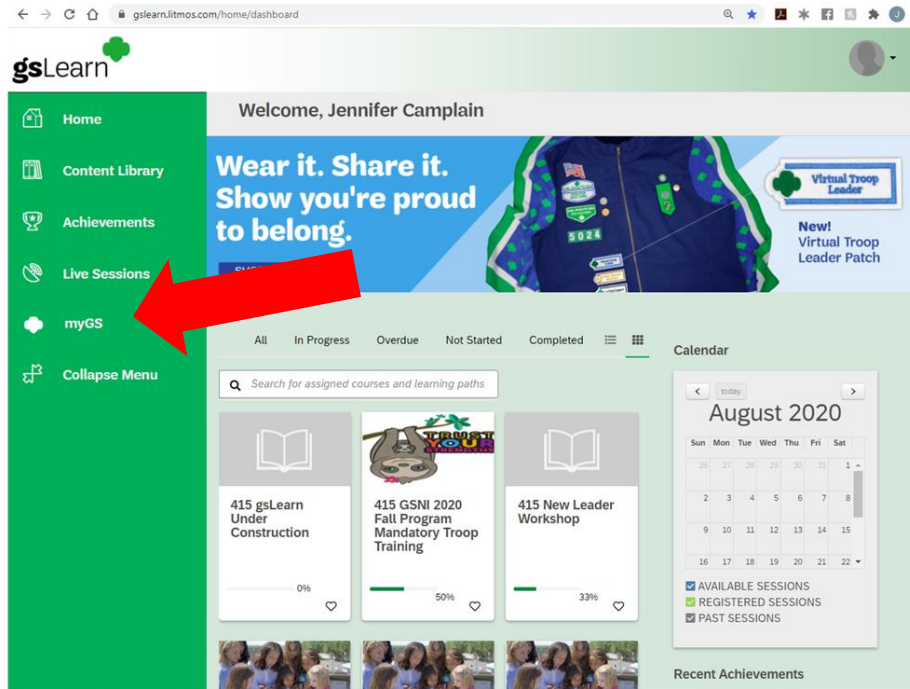 gslearn.litmos.com/home/dashboard
J
gsLearn
Home
Content Library
Achievements
Live Sessions
myGS
Collapse Menu
Welcome, Jennifer Camplain
Wear it. Share it.
Show you're proud
to belong.
5024
Virtual Troop
Leader
New!
Virtual Troop
Leader Patch
All In Progress Overdue Not Started Completed
Search for assigned courses and learning paths
TRUST
YOUR
STRENGTHS
415 gsLearn
Under
Construction
0%
415 GSNI 2020
Fall Program
Mandatory Troop
Training
50%
415 New Leader
Workshop
33%
Calendar
today
August 2020
Sun Mon Tue Wed Thu Fri Sat
26 27 28 29 30 31 1
2 3 4 5 6 7 8
9 10 11 12 13 14 15
16 17 18 19 20 21 22
AVAILABLE SESSIONS
REGISTERED SESSIONS
PAST SESSIONS
Recent Achievements